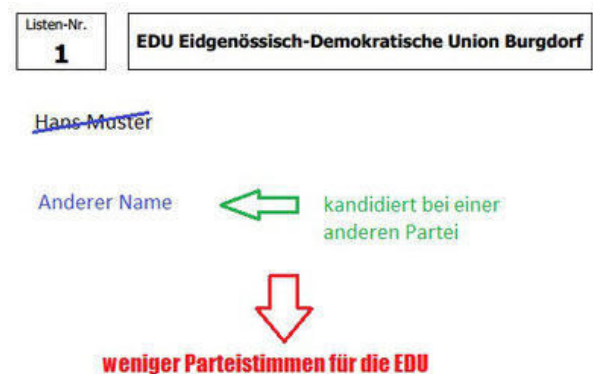 Listen-Nr.
1
EDU Eidgenössisch-Demokratische Union Burgdorf
Hans Muster
Anderer Name
kandidiert bei einer
anderen Partei
weniger Parteistimmen für die EDU